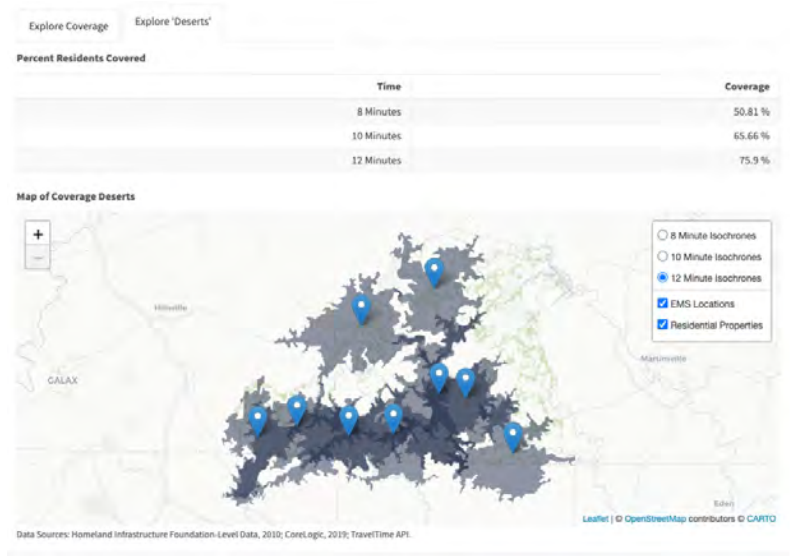 Explore Coverage
Explore 'Deserts'
Percent Residents Covered
Time Coverage
8 Minutes 50.81 %
10 Minutes 65.66 %
12 Minutes 75.9 %
Map of Coverage Deserts
+
−
8 Minute Isochrones
10 Minute Isochrones
12 Minute Isochrones
EMS Locations
Residential Properties
Hillsville
Martinsville
GALAX
Eden
Leaflet | © OpenStreetMap contributors © CARTO
Data Sources: Homeland Infrastructure Foundation-Level Data, 2010; CoreLogic, 2019; TravelTime API.